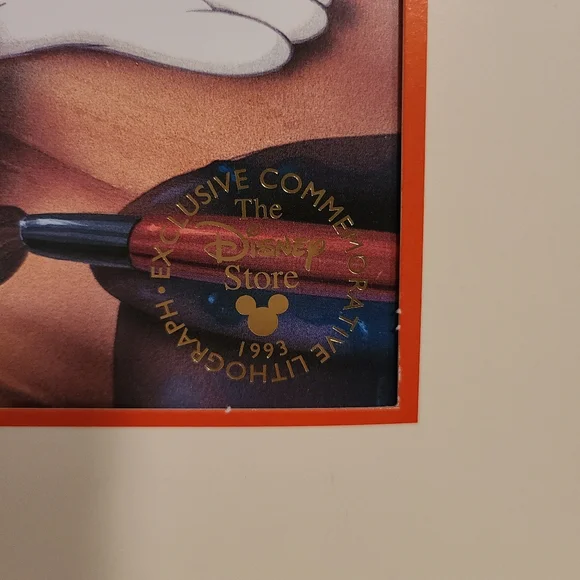 EXCLUSIVE COMMEMORATIVE LITHOGRAPH •
The
Disney
Store
1993